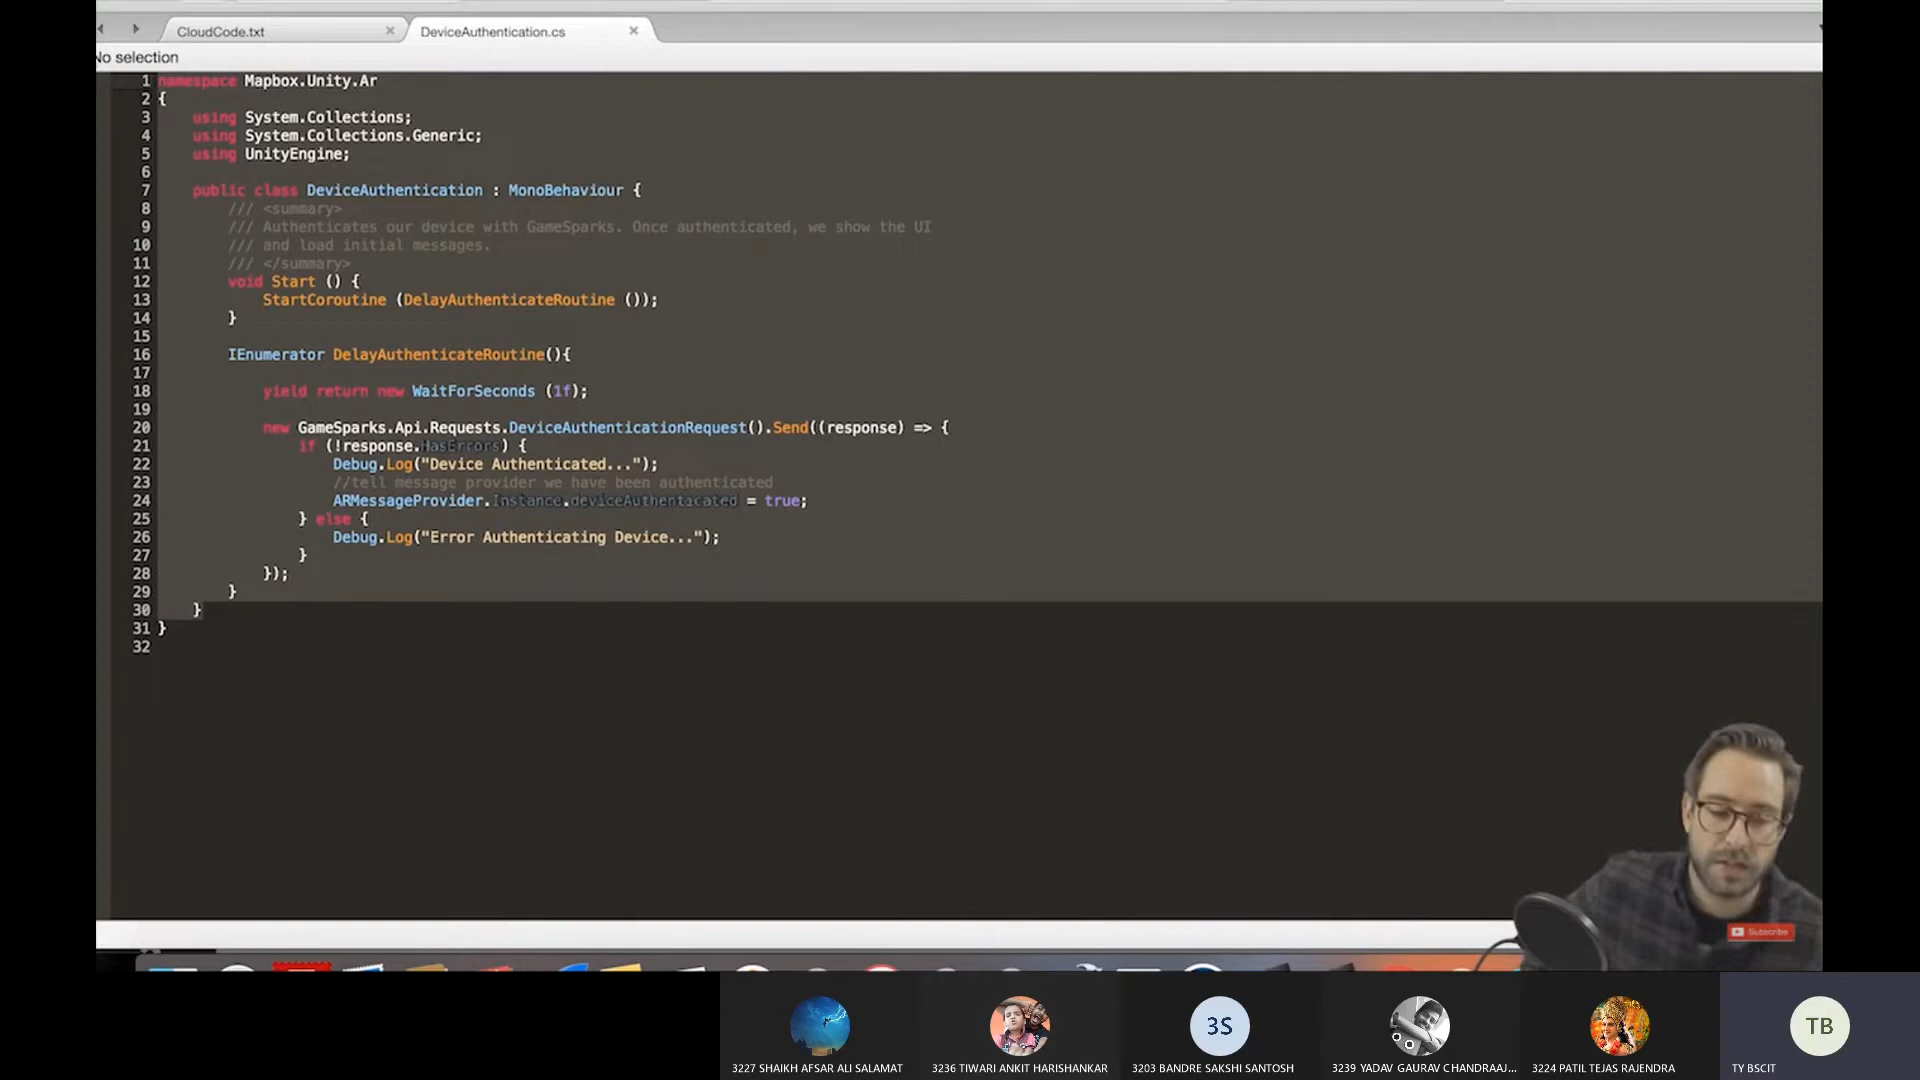 CloudCode.txt
DeviceAuthentication.cs
No selection
1 namespace Mapbox.Unity.Ar
2 {
3 using System.Collections;
4 using System.Collections.Generic;
5 using UnityEngine;
6
7 public class DeviceAuthentication : MonoBehaviour {
8 /// <summary>
9 /// Authenticates our device with GameSparks. Once authenticated, we show the UI
10 /// and load initial messages.
11 /// </summary>
12 void Start () {
13 StartCoroutine (DelayAuthenticateRoutine ());
14 }
15
16 IEnumerator DelayAuthenticateRoutine(){
17
18 yield return new WaitForSeconds (1f);
19
20 new GameSparks.Api.Requests.DeviceAuthenticationRequest().Send((response) => {
21 if (!response.HasErrors) {
22 Debug.Log("Device Authenticated...");
23 //tell message provider we have been authenticated
24 ARMessageProvider.Instance.deviceAuthenticated = true;
25 } else {
26 Debug.Log("Error Authenticating Device...");
27 }
28 });
29 }
30 }
31 }
32
Subscribe
3S
TB
3227 SHAIKH AFSAR ALI SALAMAT
3236 TIWARI ANKIT HARISHANKAR
3203 BANDRE SAKSHI SANTOSH
3239 YADAV GAURAV CHANDRAAJ...
3224 PATIL TEJAS RAJENDRA
TY BSCIT